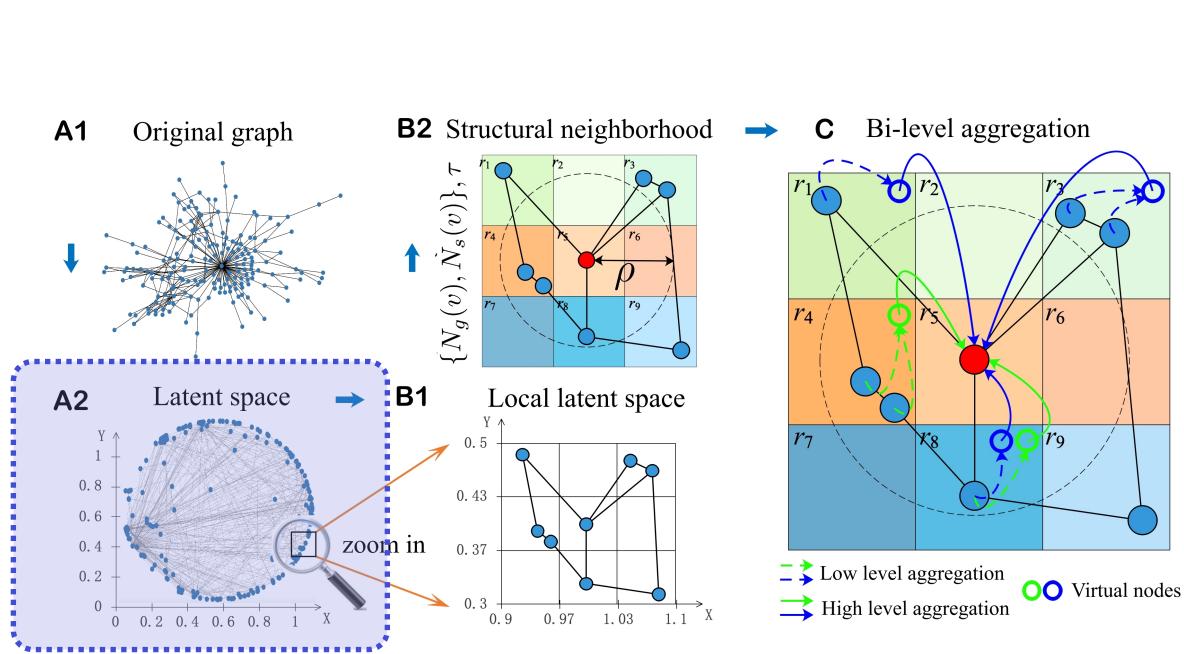 A1 Original graph
B2 Structural neighborhood
C Bi-level aggregation
{N_g(v), N_s(v)}, τ
r1 r2 r3
r4 r5 r6
ρ
r7 r8 r9
r1 r2 r3
r4 r5 r6
r7 r8 r9
A2 Latent space
Y
1
0.8
0.6
0.4
0.2
0
0 0.2 0.4 0.6 0.8 1 X
zoom in
B1 Local latent space
Y
0.5
0.43
0.37
0.3
0.9 0.97 1.03 1.1 X
Low level aggregation
High level aggregation
Virtual nodes